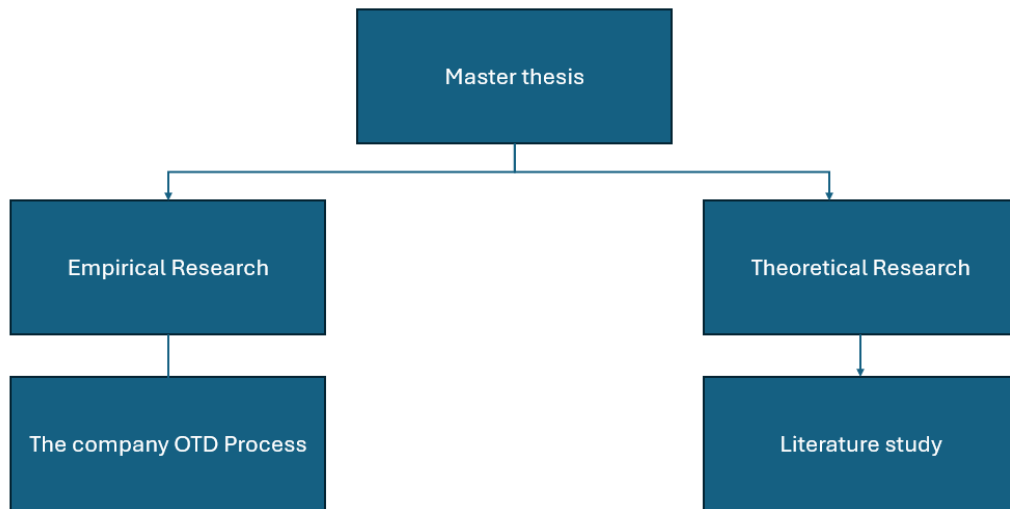 Master thesis
Empirical Research
Theoretical Research
The company OTD Process
Literature study